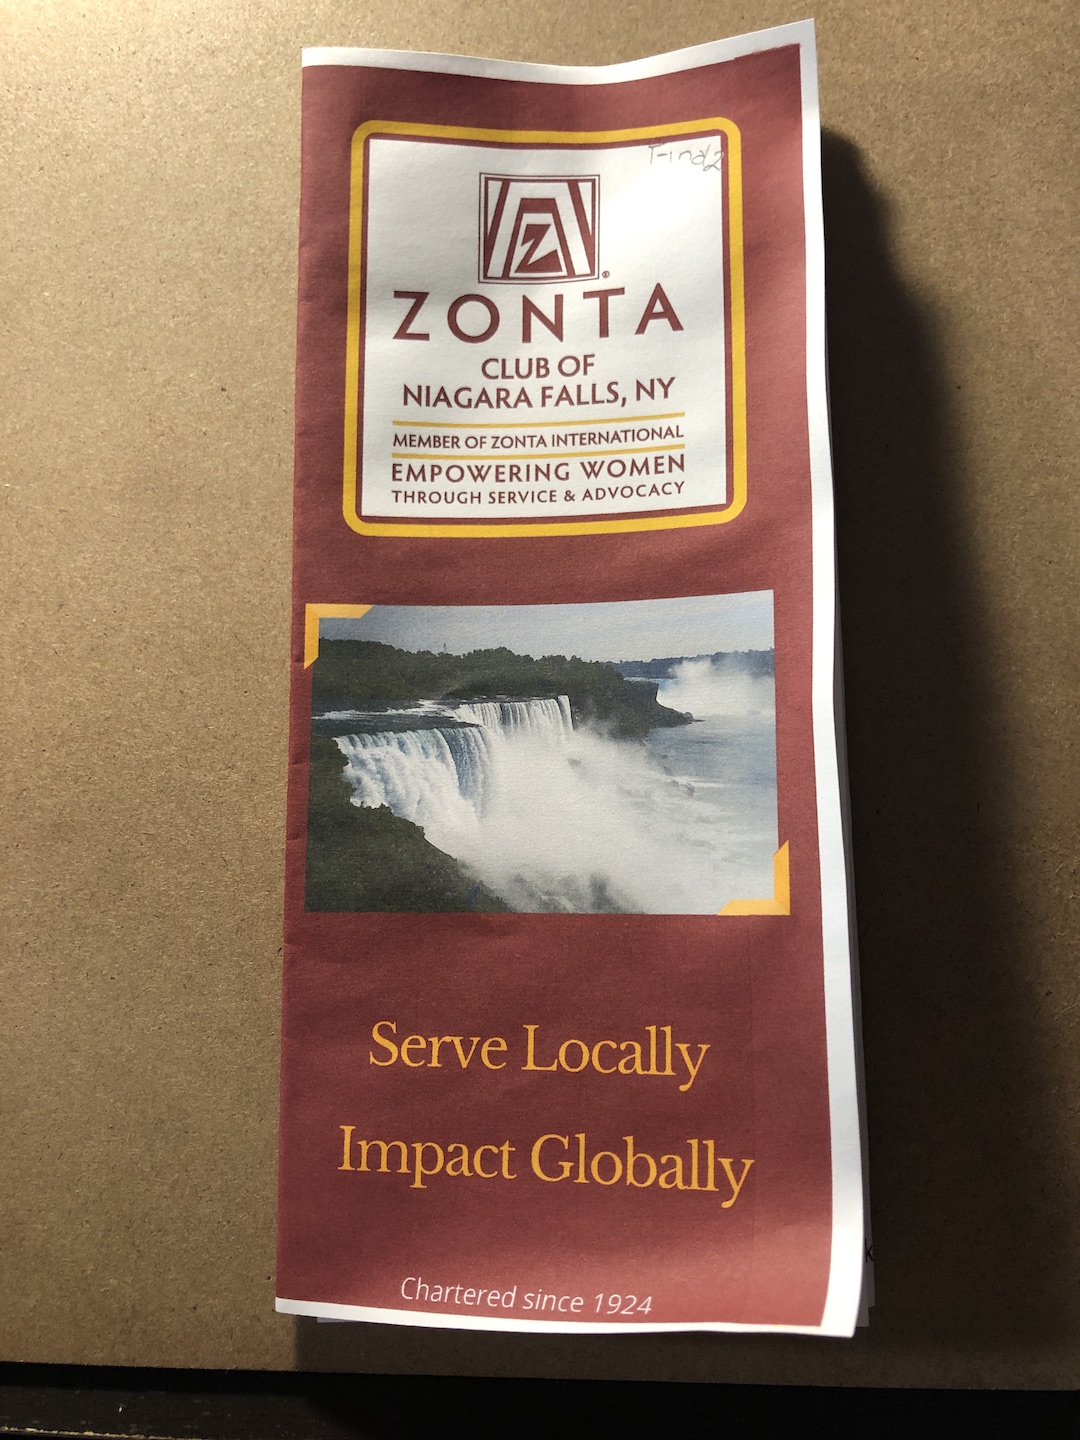 Find2
Z
ZONTA
CLUB OF
NIAGARA FALLS, NY
MEMBER OF ZONTA INTERNATIONAL
EMPOWERING WOMEN
THROUGH SERVICE & ADVOCACY
Serve Locally
Impact Globally
Chartered since 1924
k